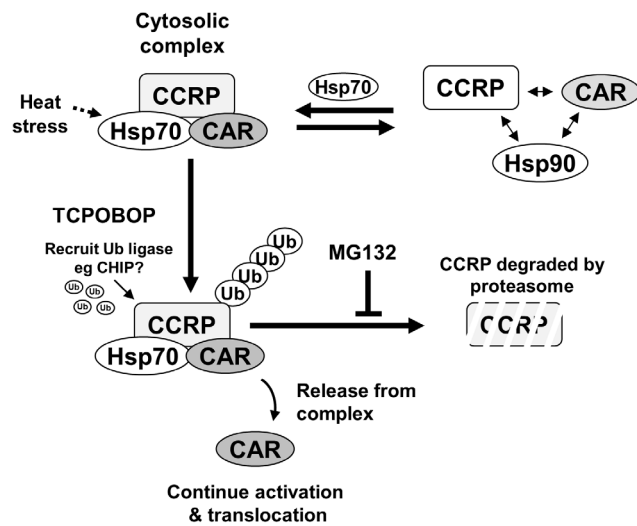 Cytosolic
complex
CCRP
Hsp70
CAR
Heat
stress
Hsp70
CCRP
CAR
Hsp90
TCPOBOP
Recruit Ub ligase
eg CHIP?
Ub
Ub
Ub
Ub
Ub
Ub
Ub
Ub
CCRP
Hsp70
CAR
MG132
CCRP degraded by
proteasome
CCRP
Release from
complex
CAR
Continue activation
& translocation